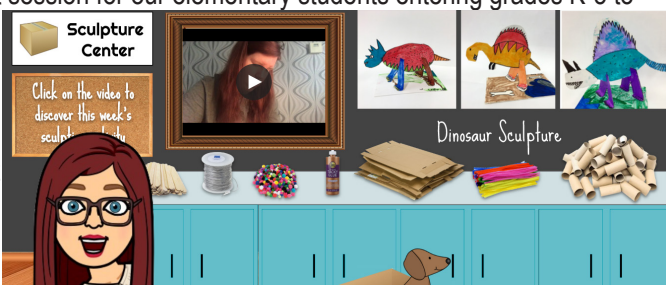 session for our elementary students entering grades K-5 to
Sculpture
Center
Click on the video to
discover this week's
Dinosaur Sculpture